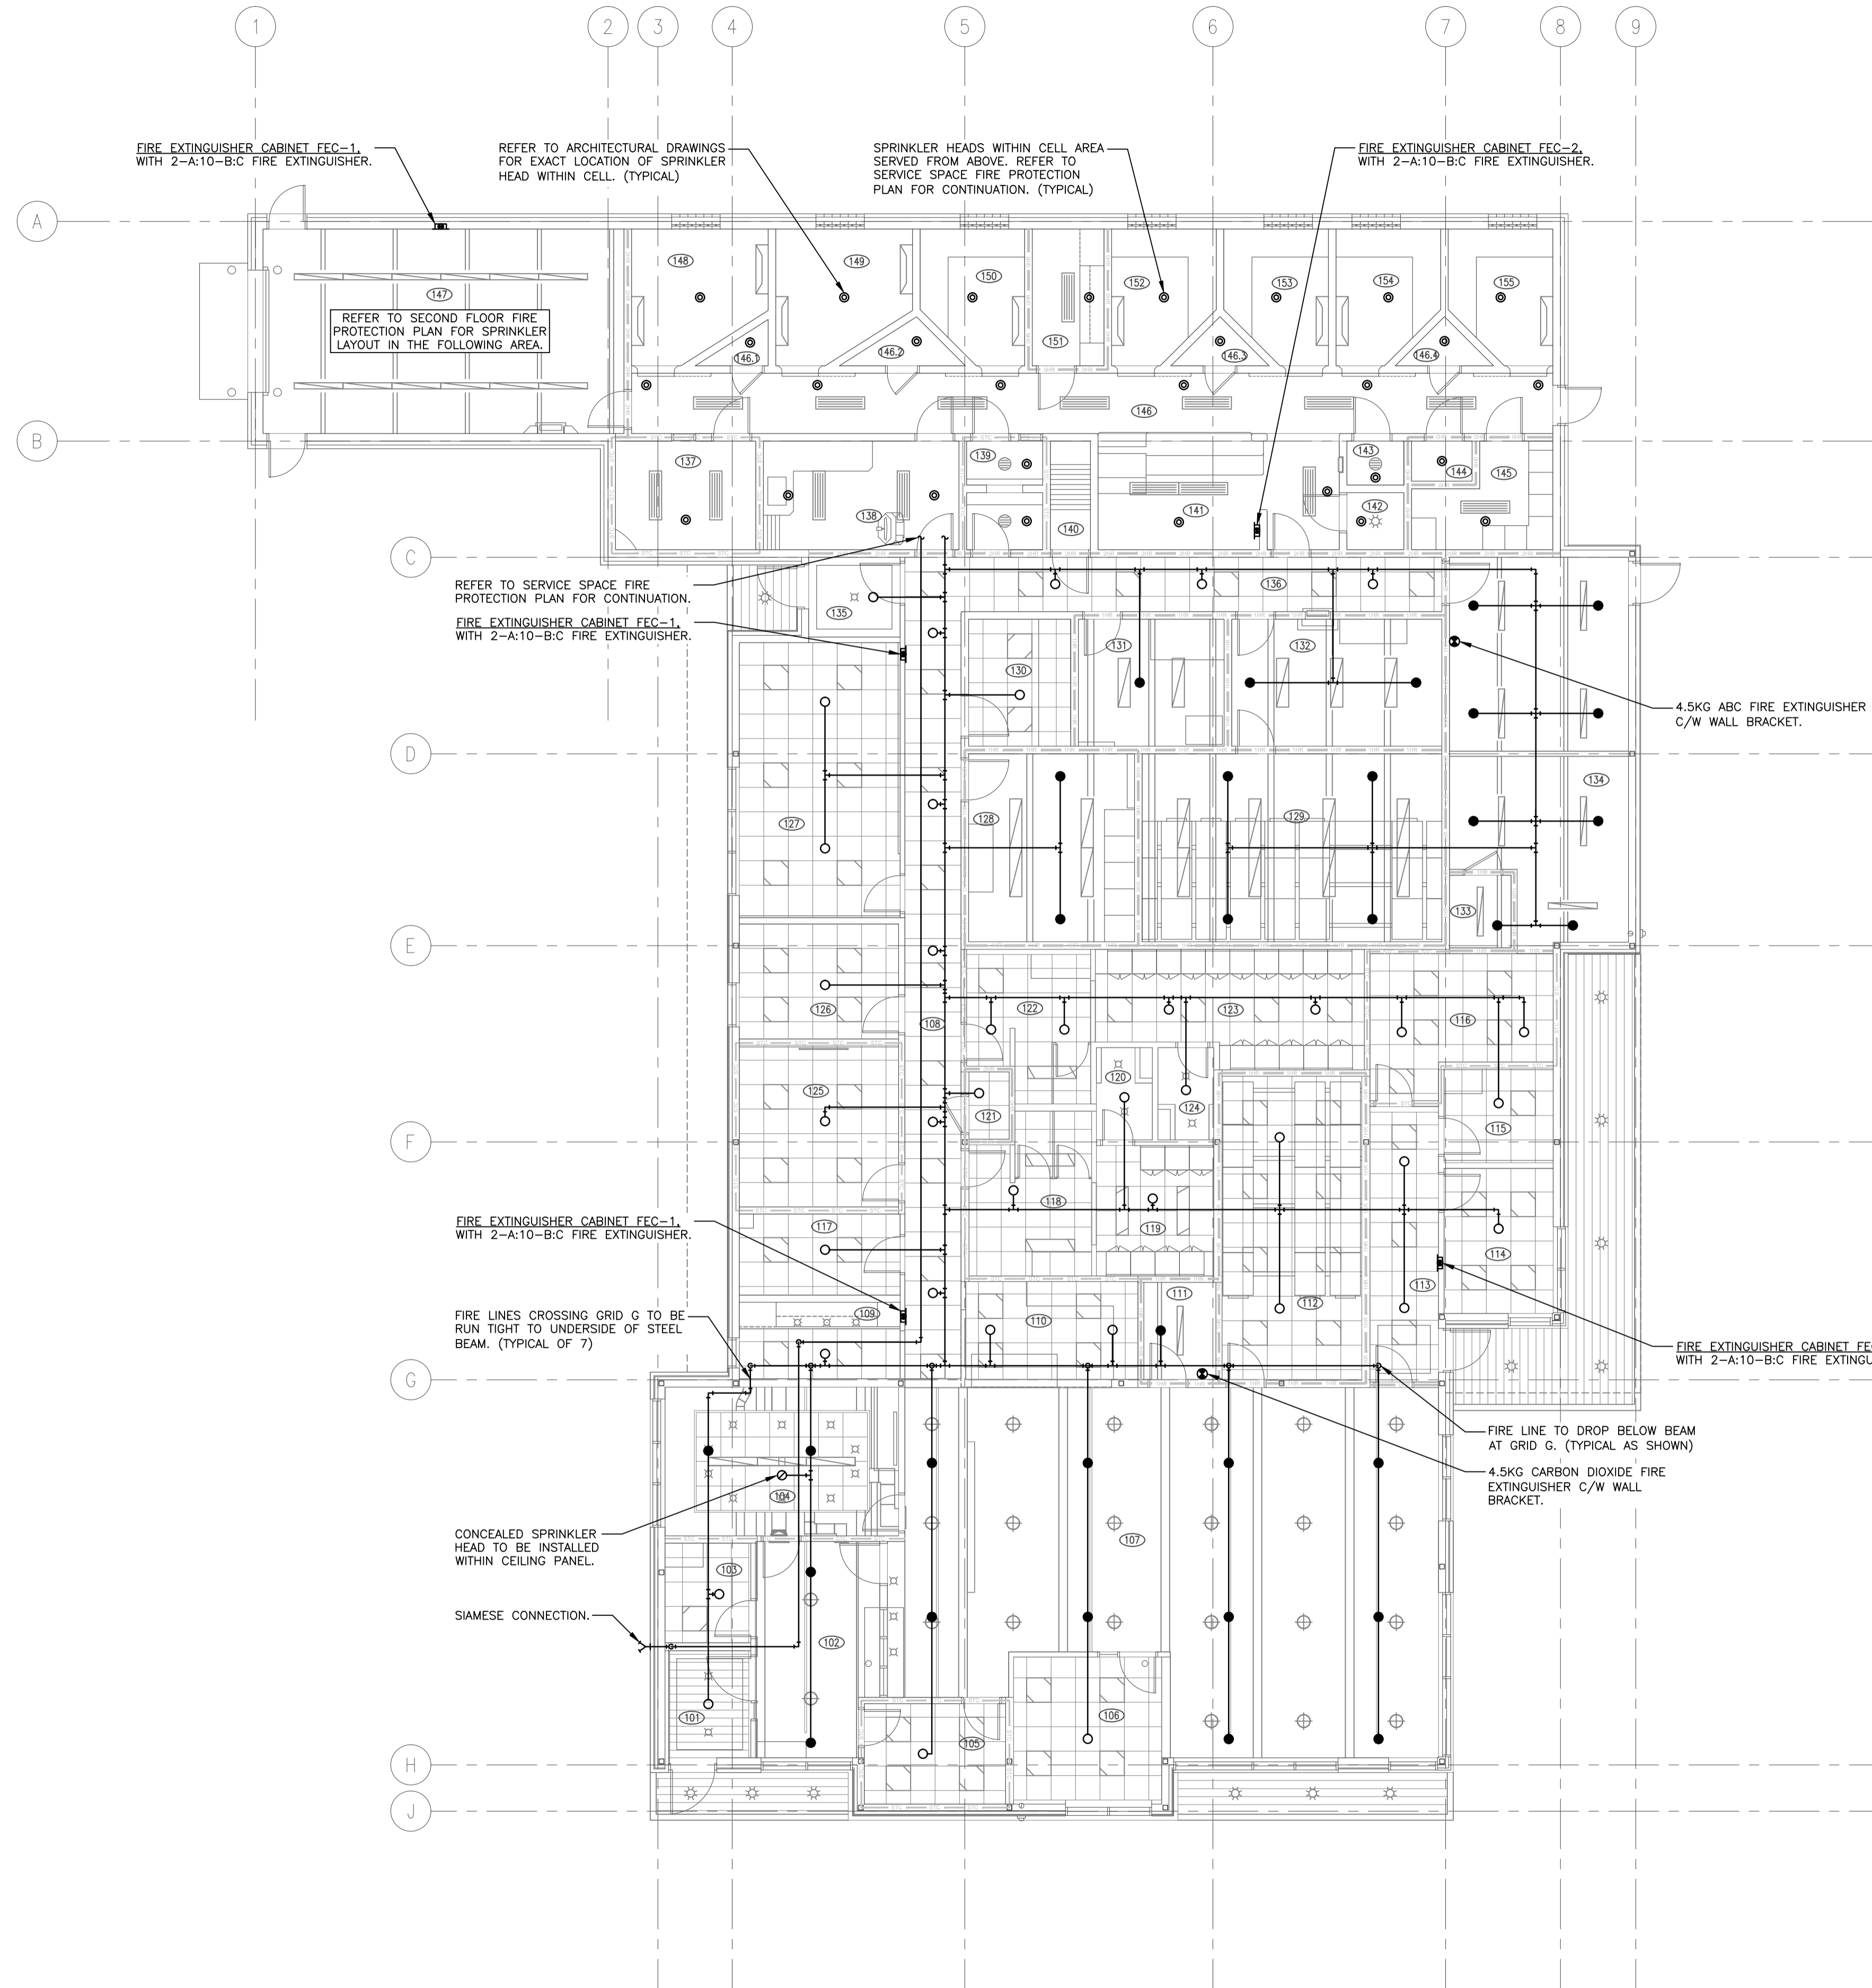 1
2
3
4
5
6
7
8
9
FIRE EXTINGUISHER CABINET FEC-1,
WITH 2-A:10-B:C FIRE EXTINGUISHER.
REFER TO ARCHITECTURAL DRAWINGS
FOR EXACT LOCATION OF SPRINKLER
HEAD WITHIN CELL. (TYPICAL)
SPRINKLER HEADS WITHIN CELL AREA
SERVED FROM ABOVE. REFER TO
SERVICE SPACE FIRE PROTECTION
PLAN FOR CONTINUATION. (TYPICAL)
FIRE EXTINGUISHER CABINET FEC-2,
WITH 2-A:10-B:C FIRE EXTINGUISHER.
A
148
149
150
152
153
154
155
147
REFER TO SECOND FLOOR FIRE
PROTECTION PLAN FOR SPRINKLER
LAYOUT IN THE FOLLOWING AREA.
146.1
146.2
151
146.3
146.4
146
B
137
139
143
144
145
138
140
141
142
C
REFER TO SERVICE SPACE FIRE
PROTECTION PLAN FOR CONTINUATION.
135
136
FIRE EXTINGUISHER CABINET FEC-1,
WITH 2-A:10-B:C FIRE EXTINGUISHER.
130
131
132
4.5KG ABC FIRE EXTINGUISHER
C/W WALL BRACKET.
D
134
127
128
129
133
E
126
108
122
123
116
125
121
120
124
115
F
118
119
117
114
113
FIRE EXTINGUISHER CABINET FEC-1,
WITH 2-A:10-B:C FIRE EXTINGUISHER.
109
110
111
112
FIRE LINES CROSSING GRID G TO BE
RUN TIGHT TO UNDERSIDE OF STEEL
BEAM. (TYPICAL OF 7)
FIRE EXTINGUISHER CABINET
WITH 2-A:10-B:C FIRE
G
FIRE LINE TO DROP BELOW BEAM
AT GRID G. (TYPICAL AS SHOWN)
4.5KG CARBON DIOXIDE FIRE
EXTINGUISHER C/W WALL
BRACKET.
104
CONCEALED SPRINKLER
HEAD TO BE INSTALLED
WITHIN CEILING PANEL.
107
103
SIAMESE CONNECTION.
102
101
105
106
H
J